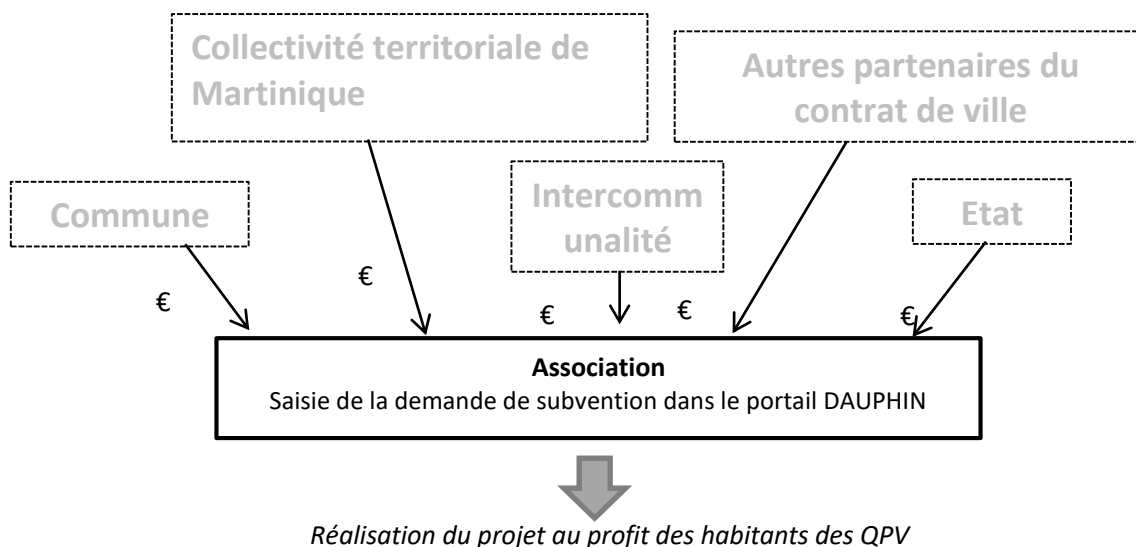 Collectivité territoriale de
Martinique
Autres partenaires du
contrat de ville
Commune
Intercomm
unalité
Etat
€
€
€
€
€
Association
Saisie de la demande de subvention dans le portail DAUPHIN
Réalisation du projet au profit des habitants des QPV